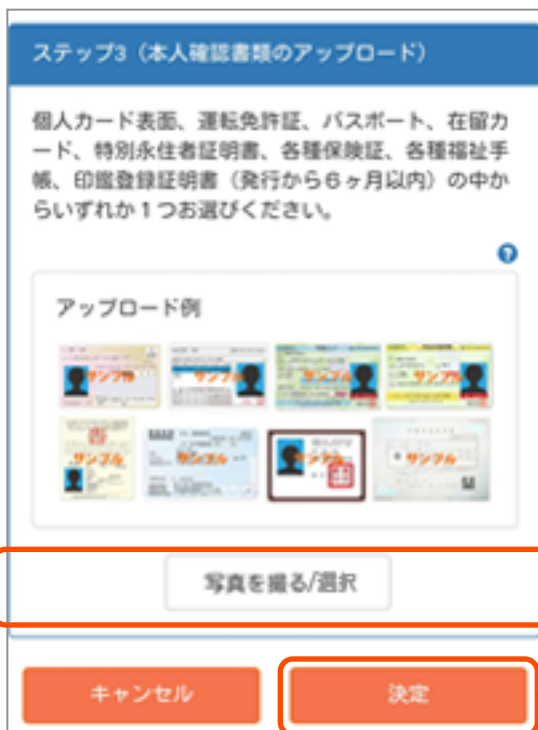 ステップ3（本人確認書類のアップロード）
個人カード表面、運転免許証、パスポート、在留カ
ード、特別永住者証明書、各種保険証、各種福祉手
帳、印鑑登録証明書（発行から6ヶ月以内）の中か
らいずれか1つお選びください。
?
アップロード例
サンプル サンプル サンプル サンプル
サンプル サンプル サンプル サンプル
写真を撮る/選択
キャンセル 決定